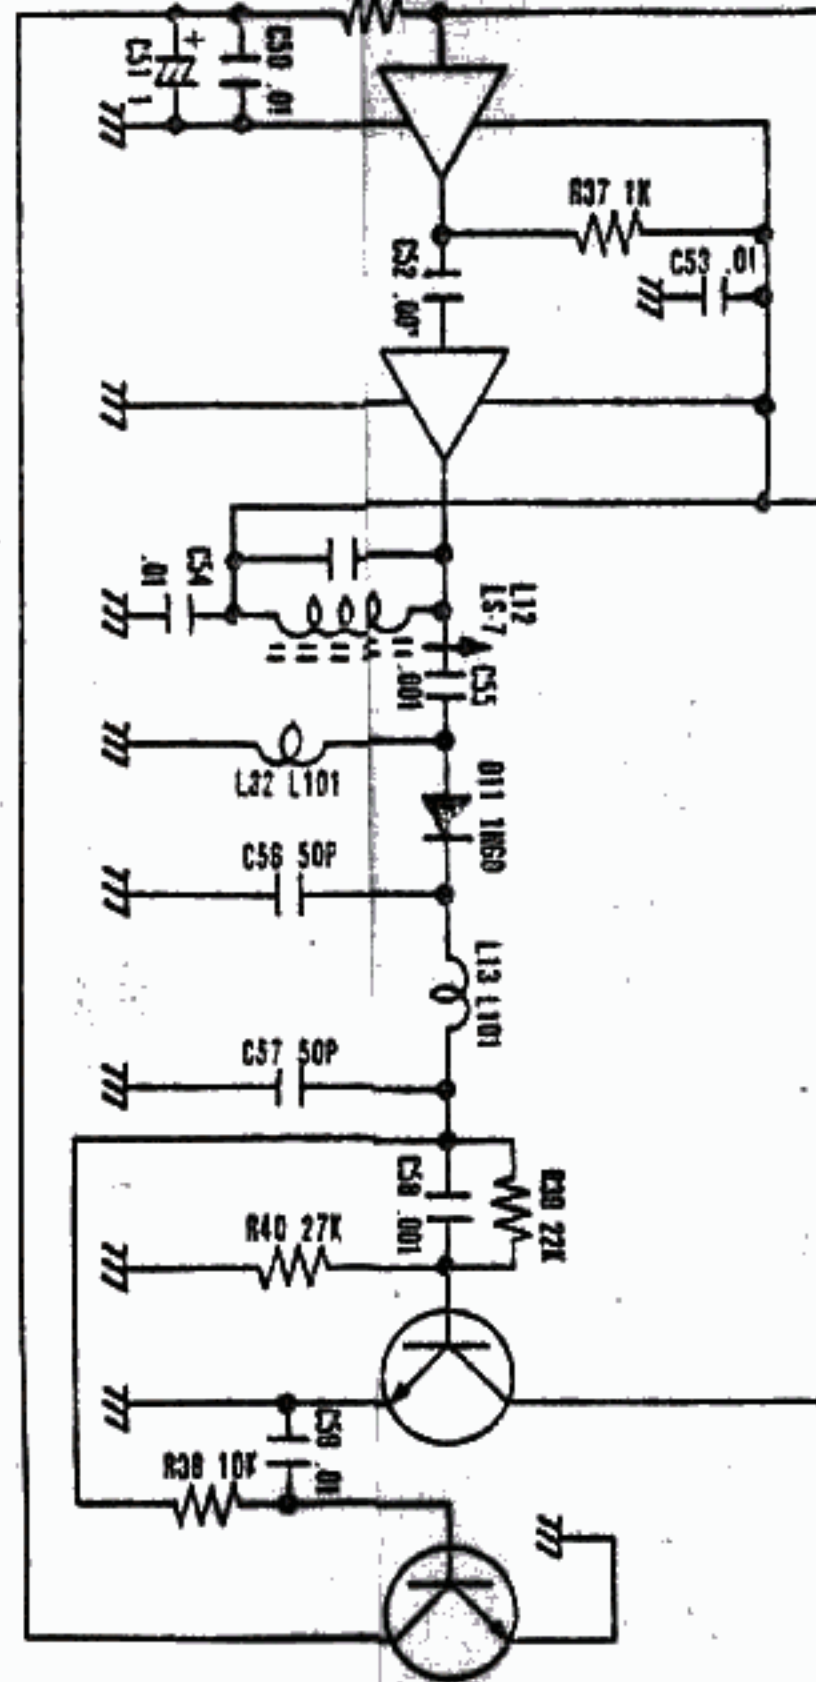 C51 1
+
C50 .01
R37 1K
C52
C53 .01
C54
.01
L12
LS-7
C55
.001
L32 L101
D11 1N60
C56 50P
L13 L101
C57 50P
C58 .001
R39 22K
R40 27K
C59 .01
R38 10K